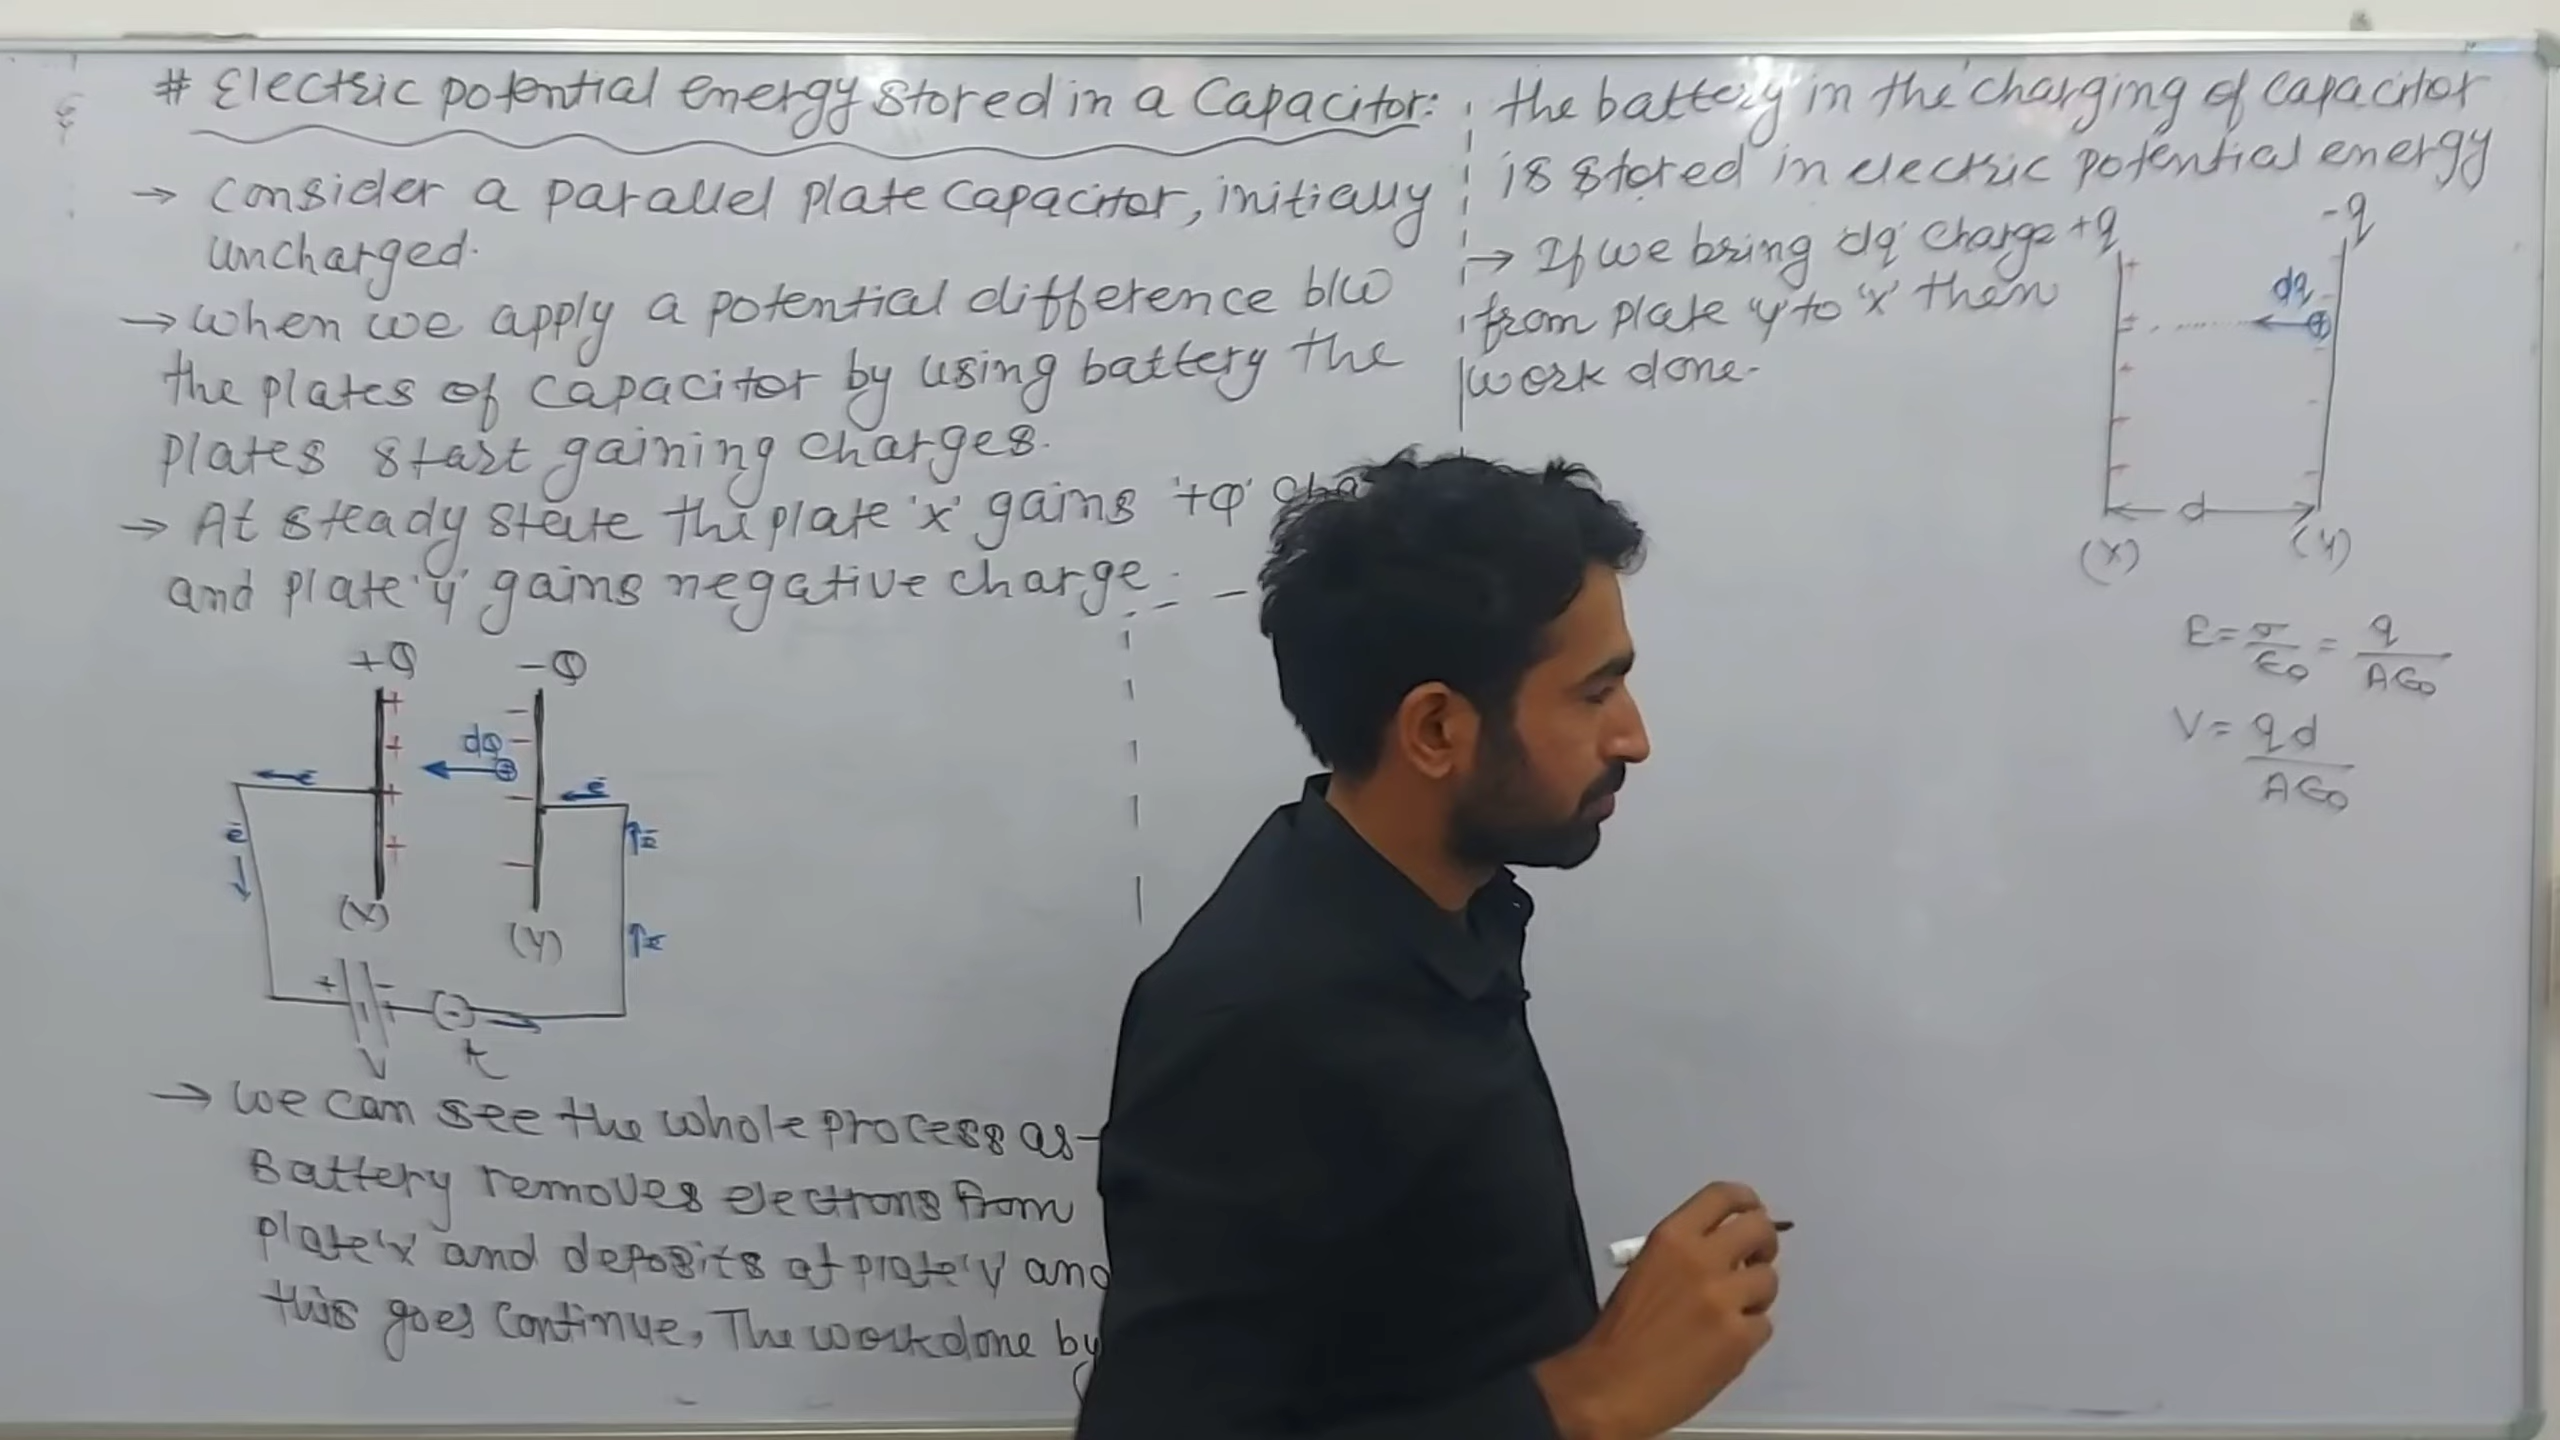 # Electric potential energy stored in a Capacitor:
→ Consider a parallel plate capacitor, initially
uncharged.
→ When we apply a potential difference b/w
the plates of capacitor by using battery the
plates start gaining charges.
→ At steady state the plate 'x' gains '+Q'
and plate 'y' gains negative charge
+Q -Q
dQ
e e
e e
e
(X) (Y)
+ -
V
t
→ We can see the whole process as-
Battery removes electrons from
plate 'x' and deposits at plate 'y' and
this goes continue, The workdone by
the battery in the charging of capacitor
is stored in electric potential energy
→ If we bring 'dq' charge
from plate 'y' to 'x' then
work done-
+q -q
dq
d
(X) (Y)
E = σ/ε0 = q/Aε0
V = qd/Aε0